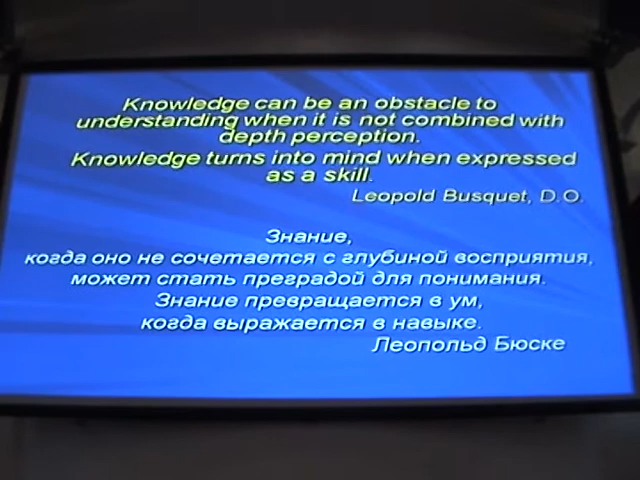 Knowledge can be an obstacle to
understanding when it is not combined with
depth perception.
Knowledge turns into mind when expressed
as a skill.
Leopold Busquet, D.O.
Знание,
когда оно не сочетается с глубиной восприятия,
может стать преградой для понимания.
Знание превращается в ум,
когда выражается в навыке.
Леопольд Бюске